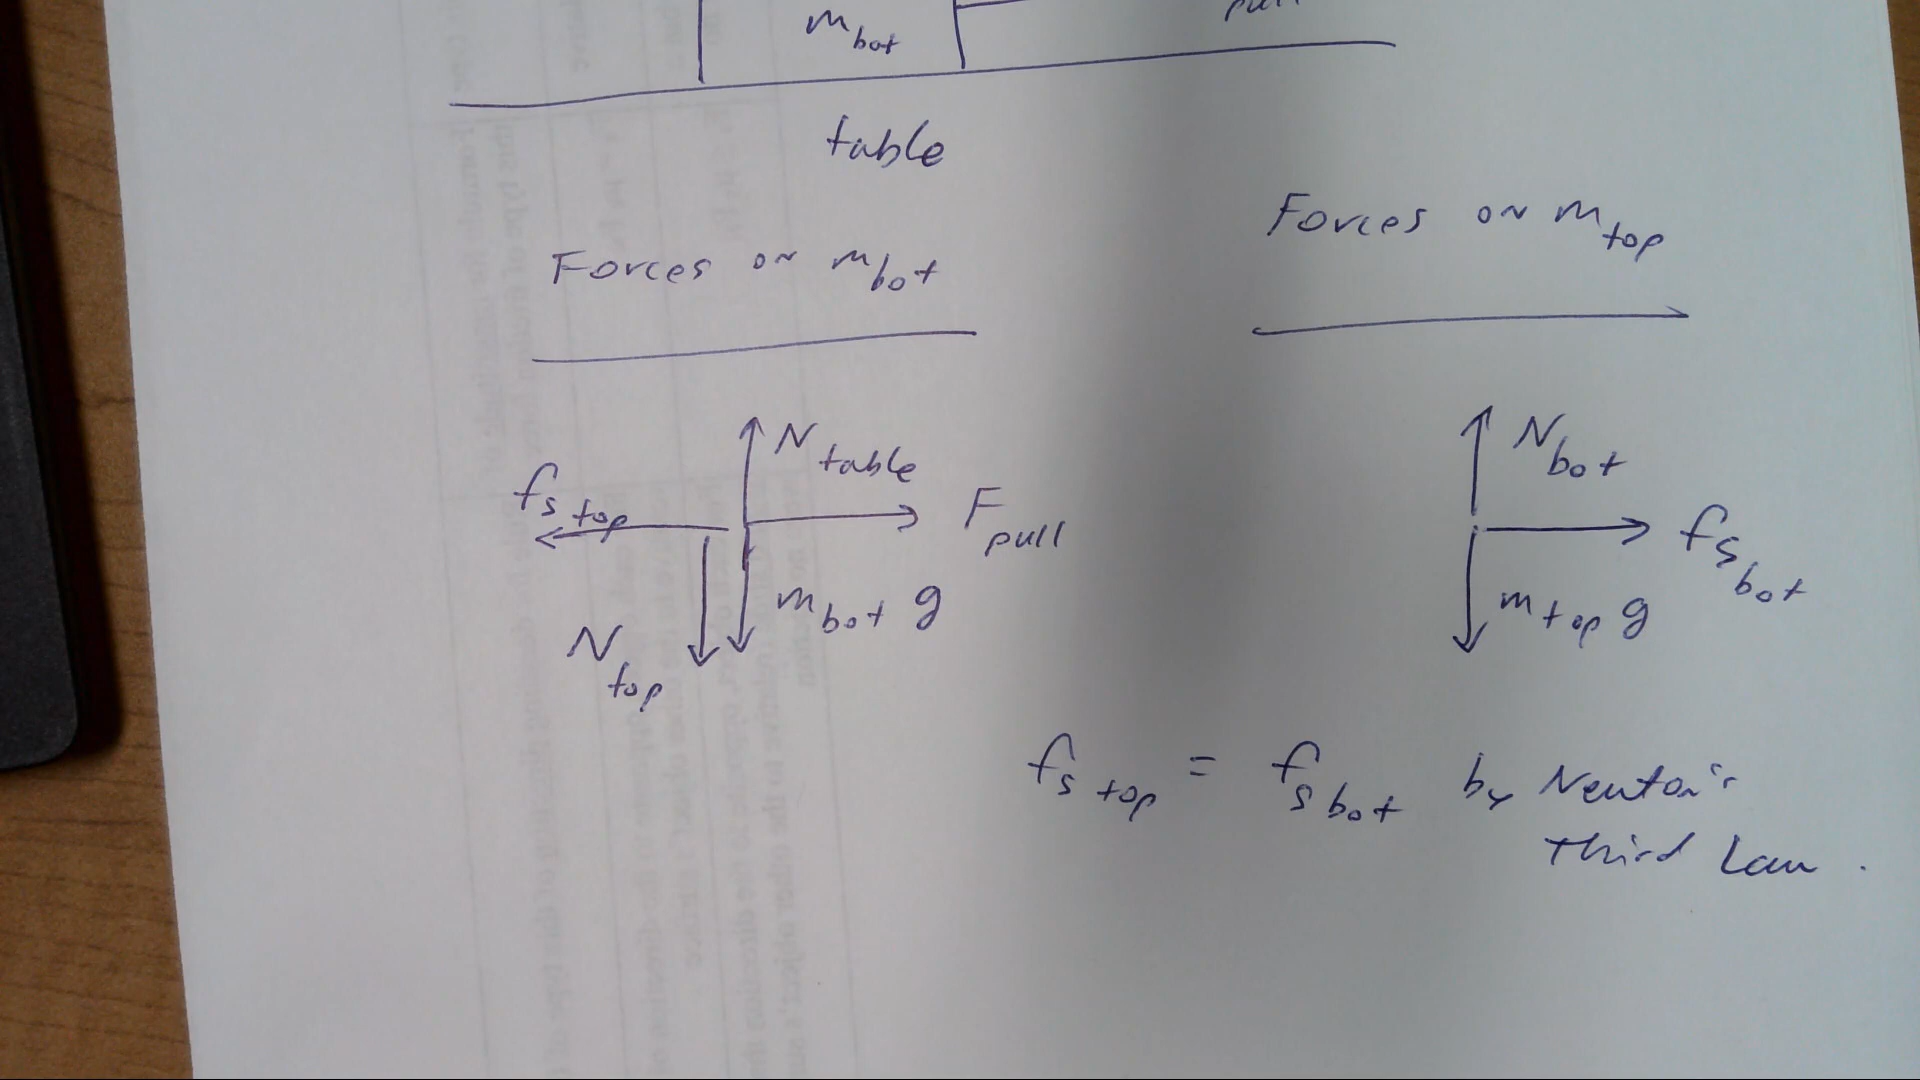 m bot
pull
table
Forces on m bot
Forces on m top
N table
fs top
F pull
m bot g
N top
N bot
fs bot
m top g
fs top = fs bot by Newton's
Third Law.